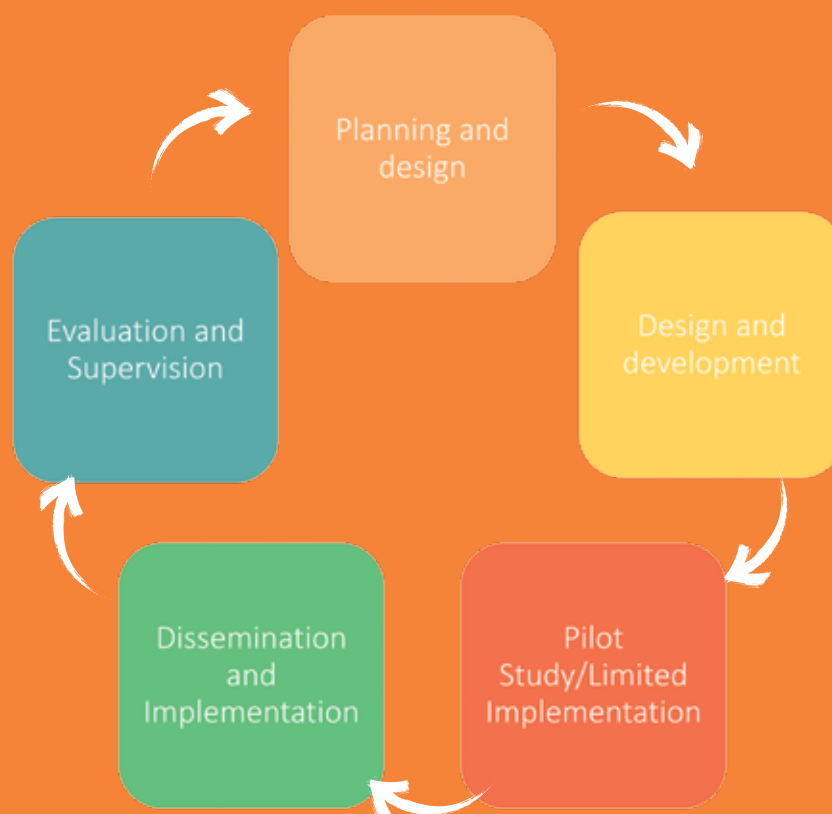 Planning and
design
Design and
development
Pilot
Study/Limited
Implementation
Dissemination
and
Implementation
Evaluation and
Supervision